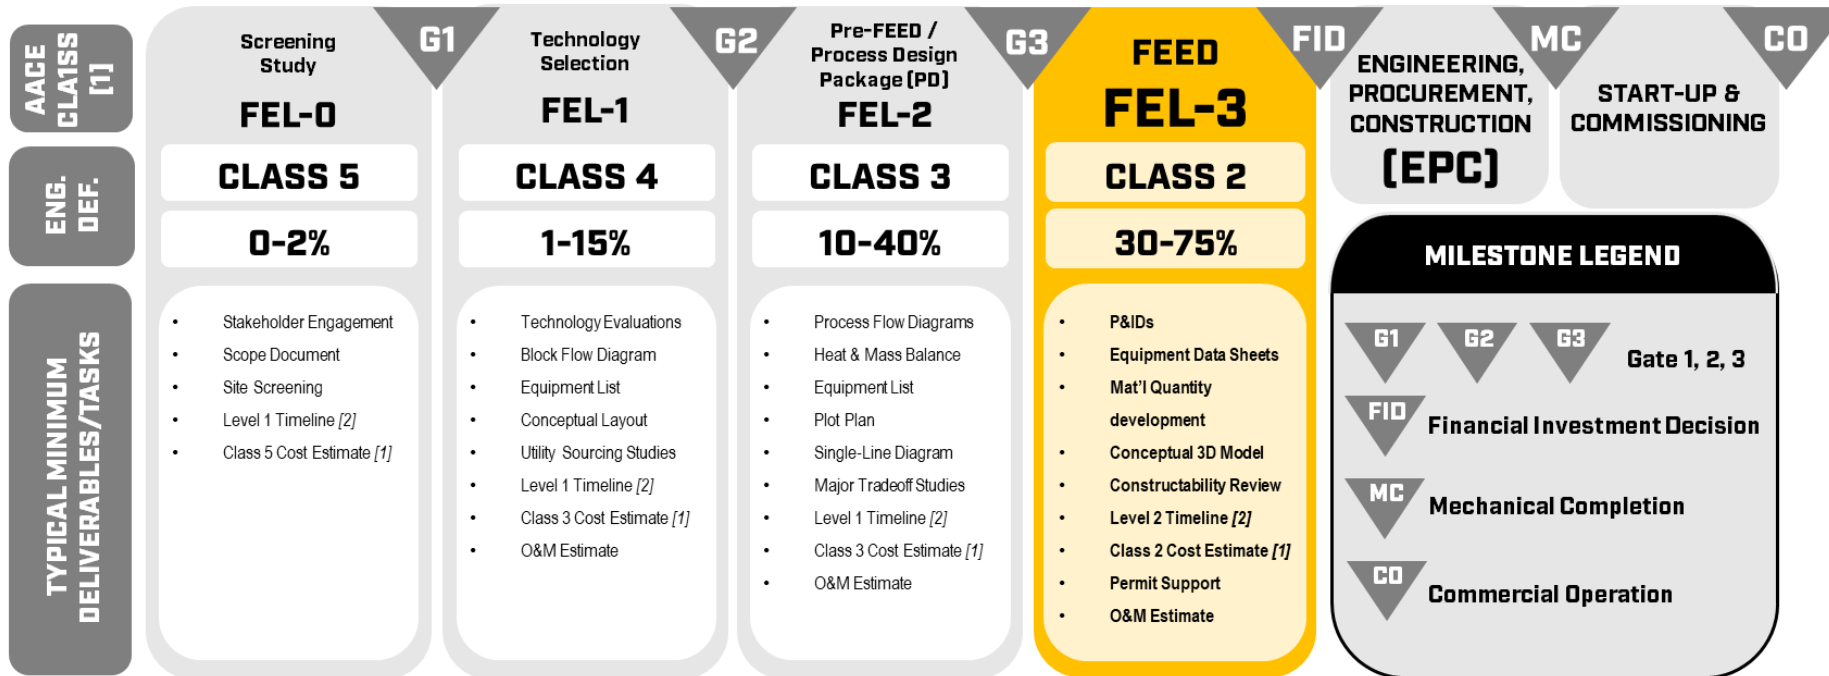 AACE
CLA1SS
[1]
Screening
Study
FEL-0
G1
Technology
Selection
FEL-1
G2
Pre-FEED /
Process Design
Package (PD)
FEL-2
G3
FEED
FEL-3
FID
ENGINEERING,
PROCUREMENT,
CONSTRUCTION
(EPC)
MC
START-UP &
COMMISSIONING
CO
ENG.
DEF.
CLASS 5
CLASS 4
CLASS 3
CLASS 2
0-2%
1-15%
10-40%
30-75%
TYPICAL MINIMUM
DELIVERABLES/TASKS
• Stakeholder Engagement
• Scope Document
• Site Screening
• Level 1 Timeline [2]
• Class 5 Cost Estimate [1]
• Technology Evaluations
• Block Flow Diagram
• Equipment List
• Conceptual Layout
• Utility Sourcing Studies
• Level 1 Timeline [2]
• Class 3 Cost Estimate [1]
• O&M Estimate
• Process Flow Diagrams
• Heat & Mass Balance
• Equipment List
• Plot Plan
• Single-Line Diagram
• Major Tradeoff Studies
• Level 1 Timeline [2]
• Class 3 Cost Estimate [1]
• O&M Estimate
• P&IDs
• Equipment Data Sheets
• Mat'l Quantity
development
• Conceptual 3D Model
• Constructability Review
• Level 2 Timeline [2]
• Class 2 Cost Estimate [1]
• Permit Support
• O&M Estimate
MILESTONE LEGEND
G1 G2 G3 Gate 1, 2, 3
FID Financial Investment Decision
MC Mechanical Completion
CO Commercial Operation